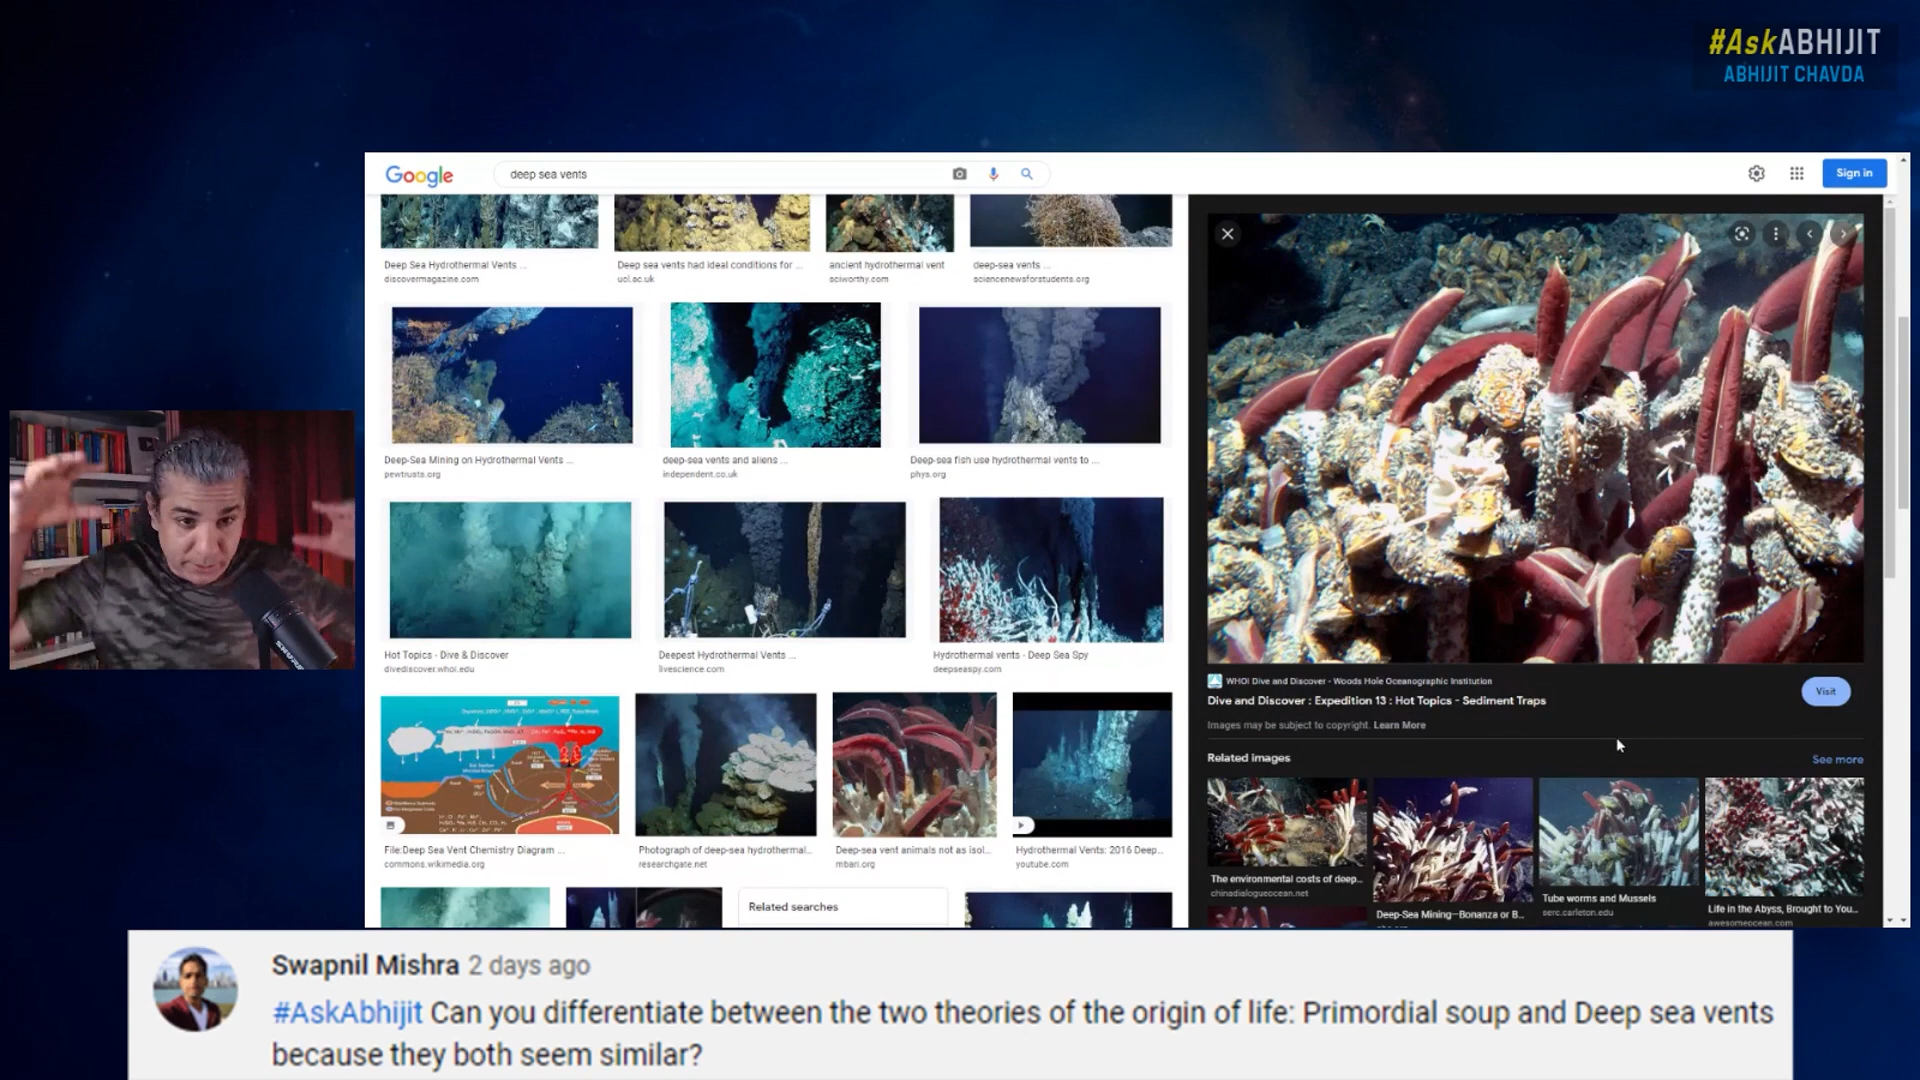 #AskABHIJIT
ABHIJIT CHAVDA
Google
deep sea vents
Sign in
Deep Sea Hydrothermal Vents ...
discovermagazine.com
Deep sea vents had ideal conditions for ...
ucl.ac.uk
ancient hydrothermal vent
sciworthy.com
deep-sea vents ...
sciencenewsforstudents.org
Deep-Sea Mining on Hydrothermal Vents ...
pewtrusts.org
deep-sea vents and aliens ...
independent.co.uk
Deep-sea fish use hydrothermal vents to ...
phys.org
Hot Topics - Dive & Discover
divediscover.whoi.edu
Deepest Hydrothermal Vents ...
livescience.com
Hydrothermal vents - Deep Sea Spy
deepseaspy.com
File:Deep Sea Vent Chemistry Diagram ...
commons.wikimedia.org
Photograph of deep-sea hydrothermal...
researchgate.net
Deep-sea vent animals not as isol...
mbari.org
Hydrothermal Vents: 2016 Deep...
youtube.com
Related searches
WHOI Dive and Discover - Woods Hole Oceanographic Institution
Dive and Discover : Expedition 13 : Hot Topics - Sediment Traps
Visit
Images may be subject to copyright. Learn More
Related images
See more
The environmental costs of deep...
chinadialogueocean.net
Deep-Sea Mining—Bonanza or B...
Tube worms and Mussels
serc.carleton.edu
Life in the Abyss, Brought to You...
awesomeocean.com
Swapnil Mishra 2 days ago
#AskAbhijit Can you differentiate between the two theories of the origin of life: Primordial soup and Deep sea vents
because they both seem similar?